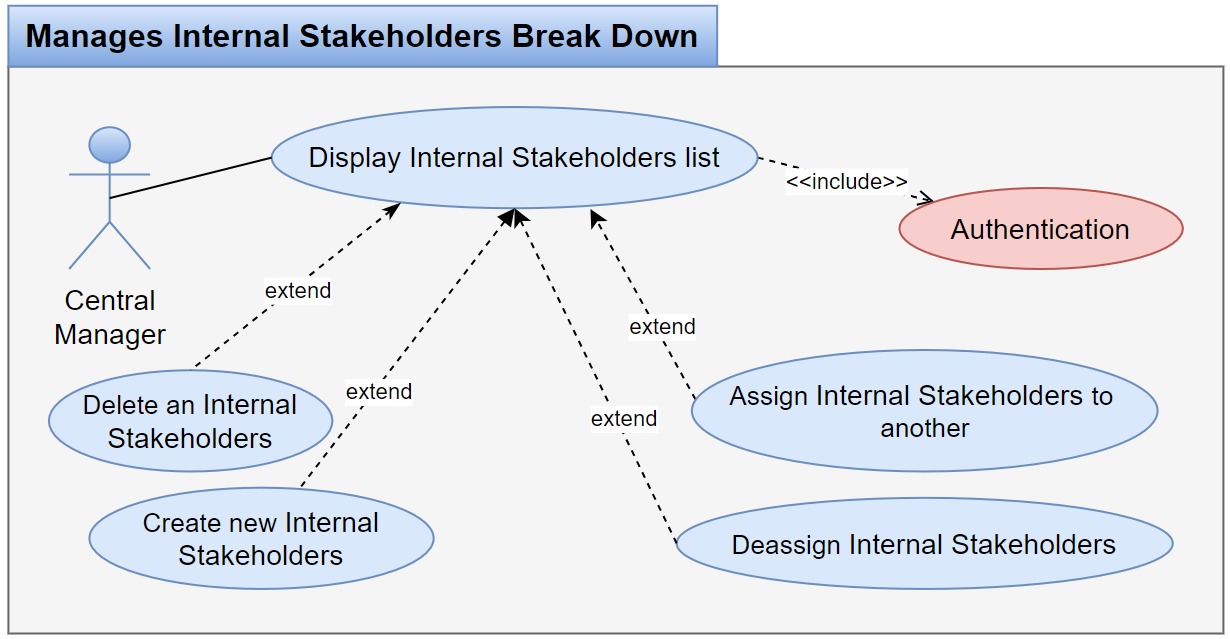 Manages Internal Stakeholders Break Down
Display Internal Stakeholders list
<<include>>
Authentication
Central
Manager
extend
extend
extend
extend
Delete an Internal
Stakeholders
Assign Internal Stakeholders to
another
Create new Internal
Stakeholders
Deassign Internal Stakeholders